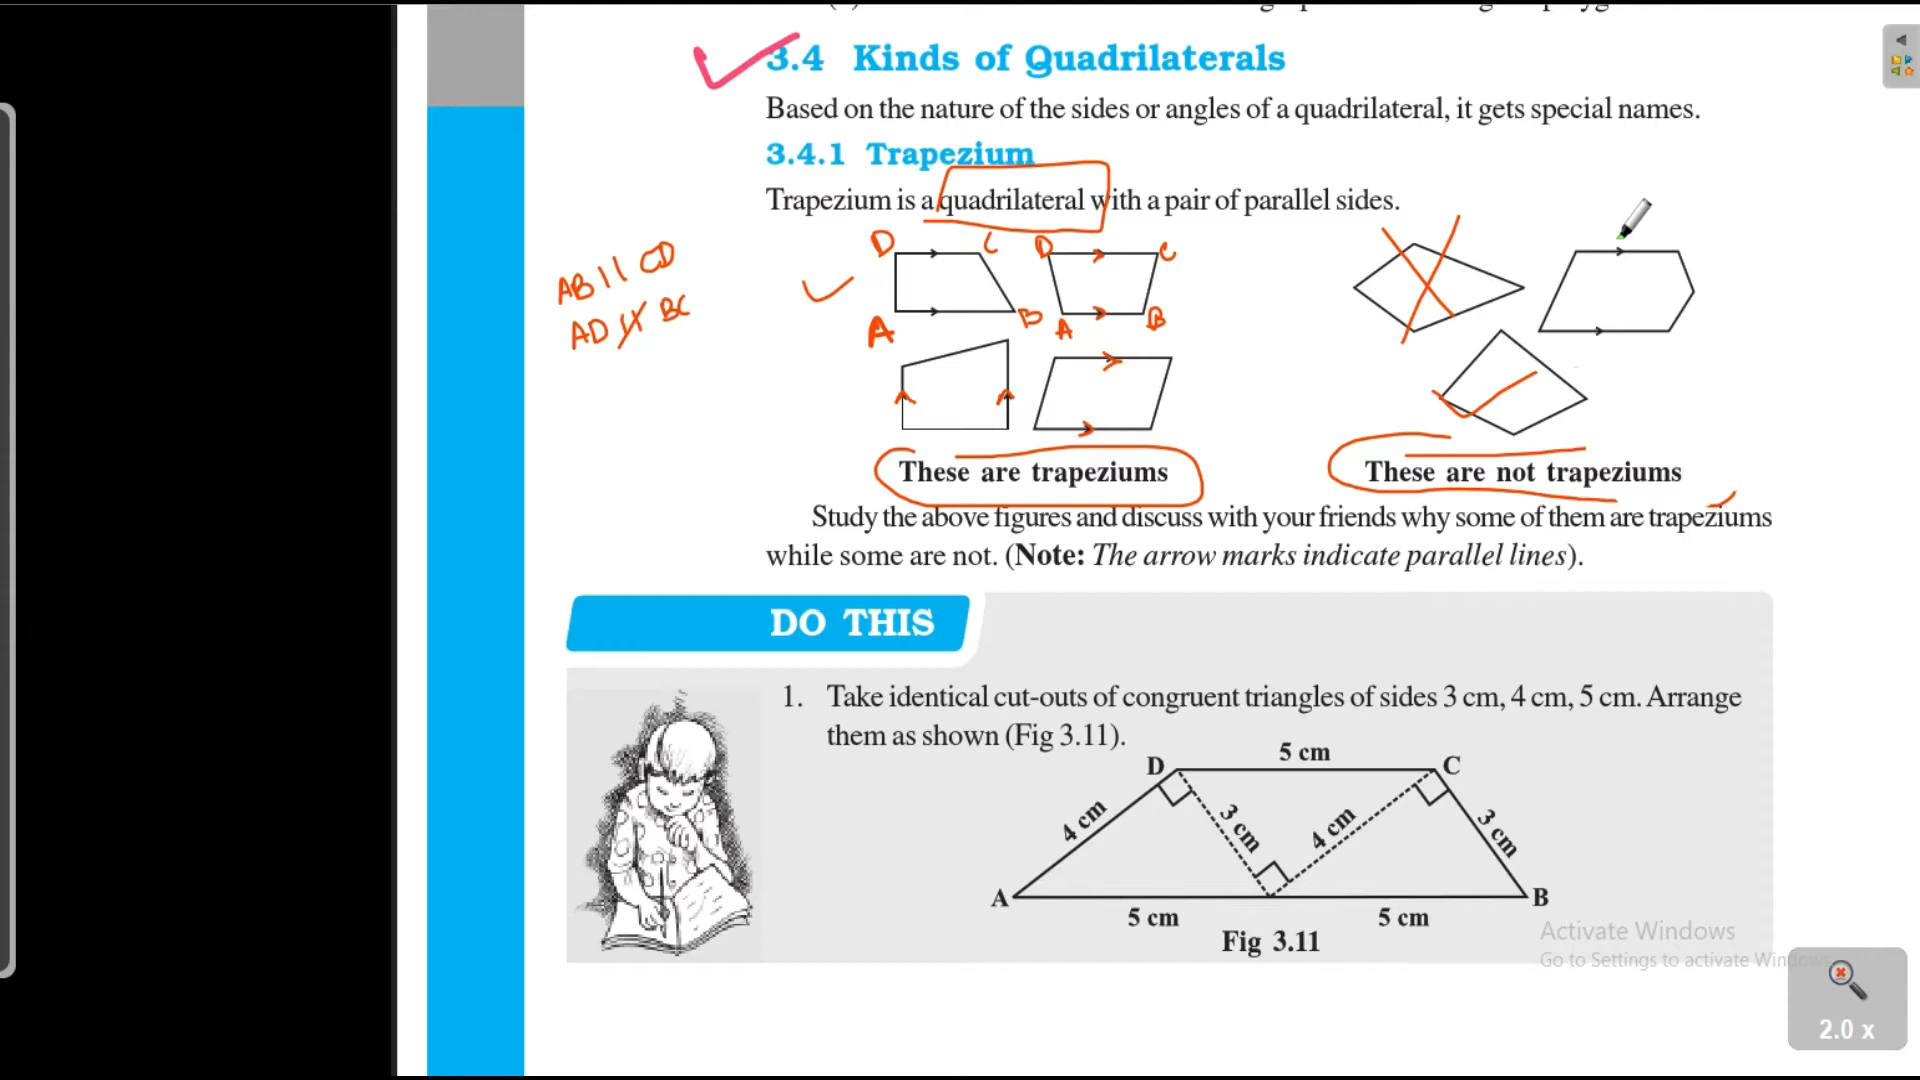 3.4 Kinds of Quadrilaterals
Based on the nature of the sides or angles of a quadrilateral, it gets special names.
3.4.1 Trapezium
Trapezium is a quadrilateral with a pair of parallel sides.
D C D C
AB || CD
A B A B
AD ∦ BC
These are trapeziums These are not trapeziums
Study the above figures and discuss with your friends why some of them are trapeziums
while some are not. (Note: The arrow marks indicate parallel lines).
DO THIS
1. Take identical cut-outs of congruent triangles of sides 3 cm, 4 cm, 5 cm. Arrange
them as shown (Fig 3.11).
5 cm
D C
4 cm 3 cm 4 cm 3 cm
A B
5 cm 5 cm
Fig 3.11
Activate Windows
Go to Settings to activate Windows.
2.0 x